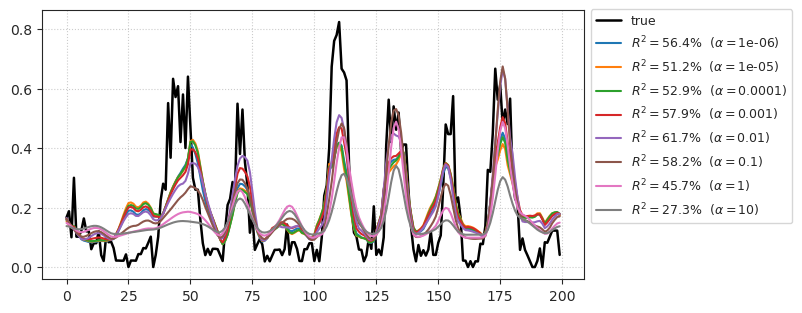 0.8
0.6
0.4
0.2
0.0
0 25 50 75 100 125 150 175 200
true
R² = 56.4% (α = 1e-06)
R² = 51.2% (α = 1e-05)
R² = 52.9% (α = 0.0001)
R² = 57.9% (α = 0.001)
R² = 61.7% (α = 0.01)
R² = 58.2% (α = 0.1)
R² = 45.7% (α = 1)
R² = 27.3% (α = 10)